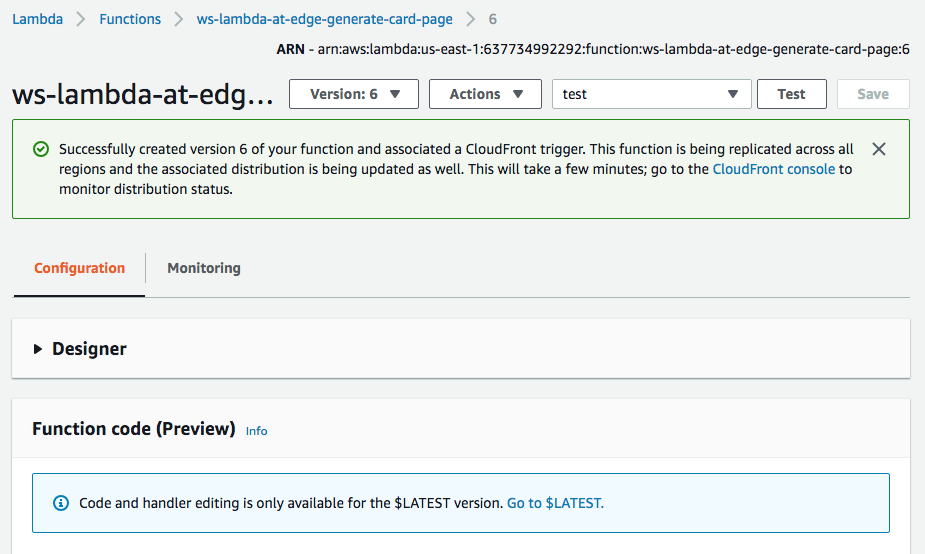 Lambda > Functions > ws-lambda-at-edge-generate-card-page > 6
ARN - arn:aws:lambda:us-east-1:637734992292:function:ws-lambda-at-edge-generate-card-page:6
ws-lambda-at-edg... Version: 6 Actions test Test Save
Successfully created version 6 of your function and associated a CloudFront trigger. This function is being replicated across all
regions and the associated distribution is being updated as well. This will take a few minutes; go to the CloudFront console to
monitor distribution status.
Configuration Monitoring
Designer
Function code (Preview) Info
Code and handler editing is only available for the $LATEST version. Go to $LATEST.